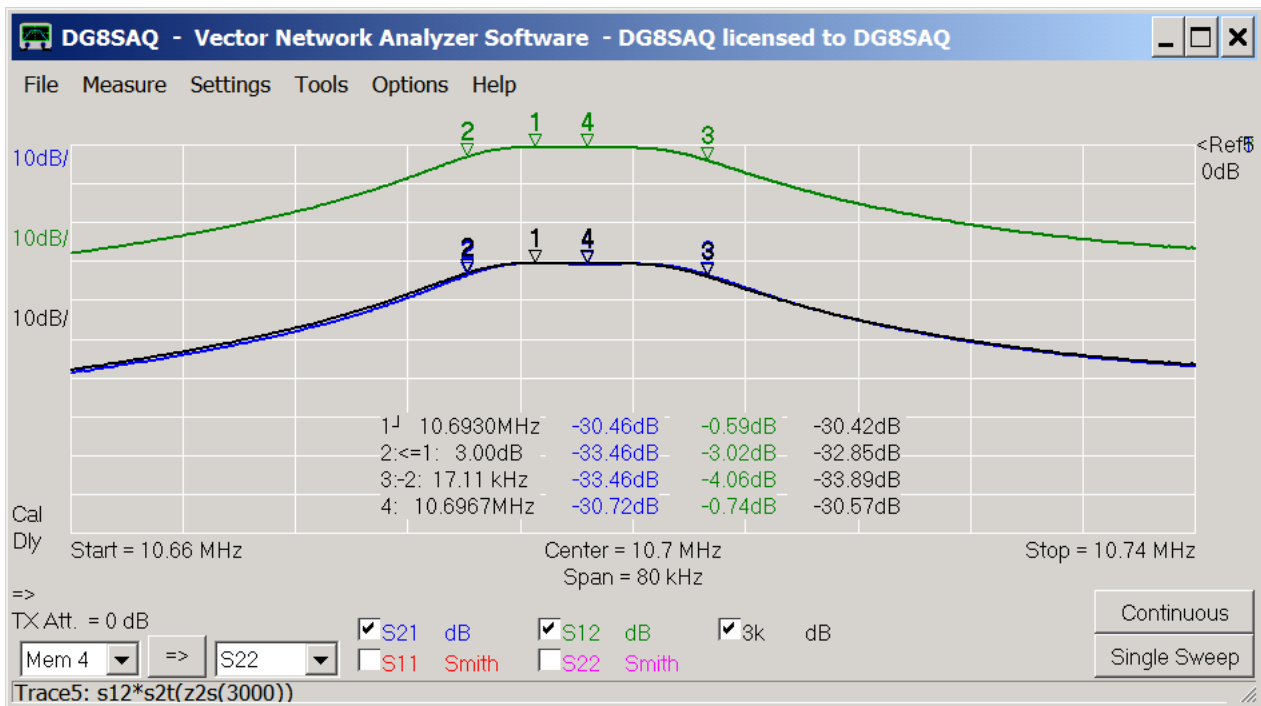 DG8SAQ - Vector Network Analyzer Software - DG8SAQ licensed to DG8SAQ
File Measure Settings Tools Options Help
2 1 4 3
10dB/ <Ref
0dB
10dB/
2 1 4 3
10dB/
1┘ 10.6930MHz -30.46dB -0.59dB -30.42dB
2:<=1: 3.00dB -33.46dB -3.02dB -32.85dB
3:-2: 17.11 kHz -33.46dB -4.06dB -33.89dB
4: 10.6967MHz -30.72dB -0.74dB -30.57dB
Cal
Dly Start = 10.66 MHz Center = 10.7 MHz Stop = 10.74 MHz
Span = 80 kHz
=>
TX Att. = 0 dB Continuous
S21 dB S12 dB 3k dB
Mem 4 => S22 S11 Smith S22 Smith Single Sweep
Trace5: s12*s2t(z2s(3000))